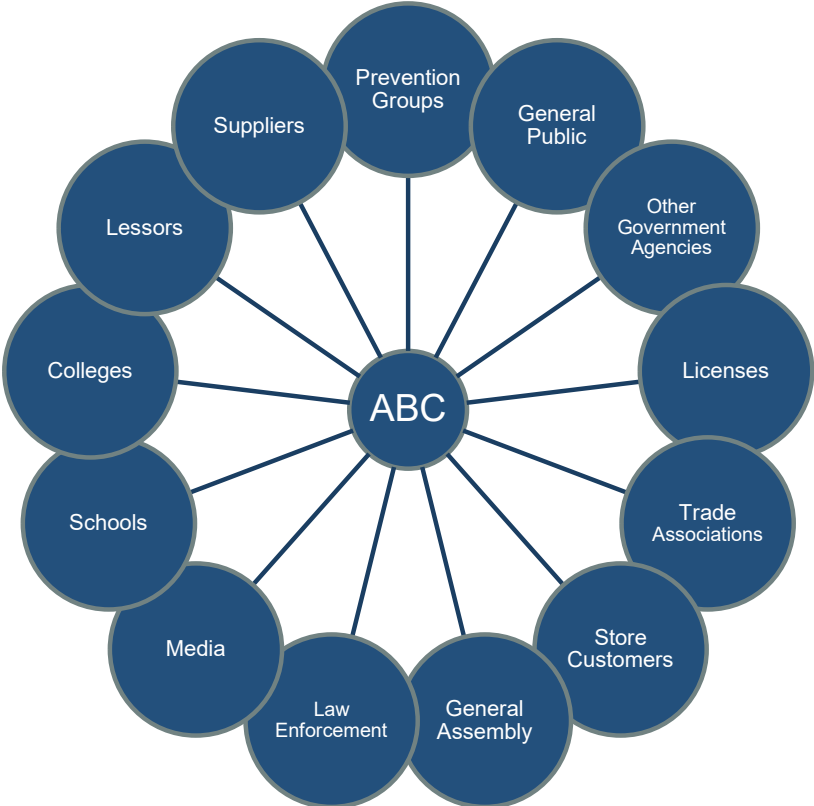 Prevention
Groups
General
Public
Other
Government
Agencies
Licenses
Trade
Associations
Store
Customers
General
Assembly
Law
Enforcement
Media
Schools
Colleges
Lessors
Suppliers
ABC